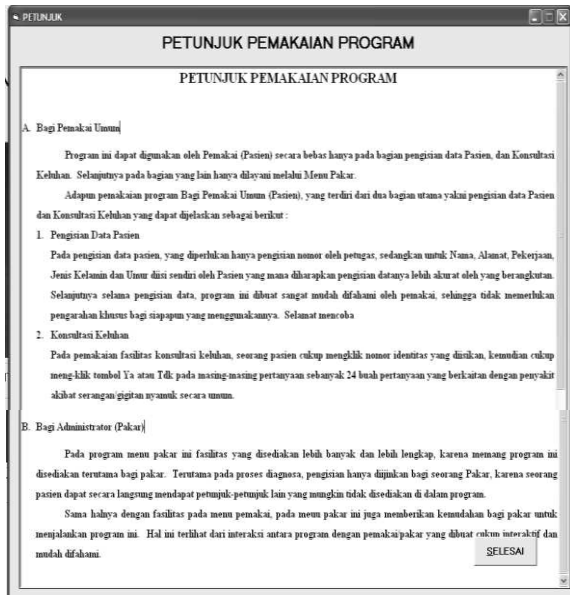 PETUNJUK
PETUNJUK PEMAKAIAN PROGRAM
PETUNJUK PEMAKAIAN PROGRAM
A. Bagi Pemakai Umum
Program ini dapat digunakan oleh Pemakai (Pasien) secara bebas hanya pada bagian pengisian data Pasien, dan Konsultasi
Keluhan. Selanjutnya pada bagian yang lain hanya dilayani melalui Menu Pakar.
Adapun pemakaian program Bagi Pemakai Umum (Pasien), yang terdiri dari dua bagian utama yakni pengisian data Pasien
dan Konsultasi Keluhan yang dapat dijelaskan sebagai berikut :
1. Pengisian Data Pasien
Pada pengisian data pasien, yang diperlukan hanya pengisian nomor oleh petugas, sedangkan untuk Nama, Alamat, Pekerjaan,
Jenis Kelamin dan Umur diisi sendiri oleh Pasien yang mana diharapkan pengisian datanya lebih akurat oleh yang berangkutan.
Selanjutnya selama pengisian data, program ini dibuat sangat mudah difahami oleh pemakai, sehingga tidak memerlukan
pengarahan khusus bagi siapapun yang menggunakannya. Selamat mencoba
2. Konsultasi Keluhan
Pada pemakaian fasilitas konsultasi keluhan, seorang pasien cukup mengklik nomor identitas yang diisikan, kemudian cukup
meng-klik tombol Ya atau Tdk pada masing-masing pertanyaan sebanyak 24 buah pertanyaan yang berkaitan dengan penyakit
akibat serangan/gigitan nyamuk secara umum.
B. Bagi Administrator (Pakar)
Pada program menu pakar ini fasilitas yang disediakan lebih banyak dan lebih lengkap, karena memang program ini
disediakan terutama bagi pakar. Terutama pada proses diagnosa, pengisian hanya diijinkan bagi seorang Pakar, karena seorang
pasien dapat secara langsung mendapat petunjuk-petunjuk lain yang mungkin tidak disediakan di dalam program.
Sama halnya dengan fasilitas pada menu pemakai, pada menu pakar ini juga memberikan kemudahan bagi pakar untuk
menjalankan program ini. Hal ini terlihat dari interaksi antara program dengan pemakai/pakar yang dibuat cukup interaktif dan
mudah difahami.
SELESAI